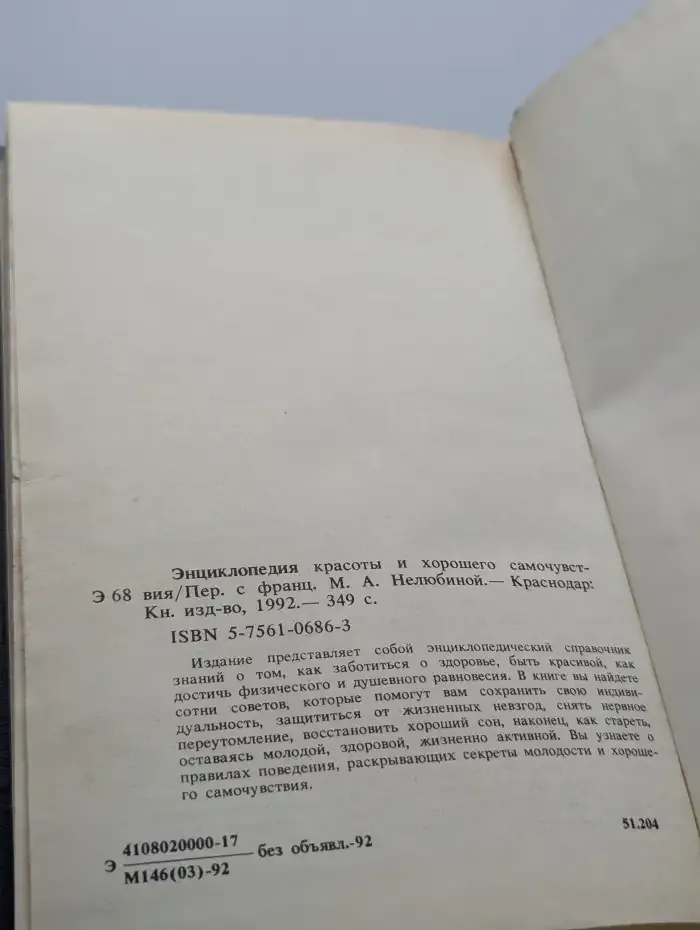 Энциклопедия красоты и хорошего самочувст-
Э 68 вия/Пер. с франц. М. А. Нелюбиной.— Краснодар:
Кн. изд-во, 1992.— 349 с.
ISBN 5-7561-0686-3
Издание представляет собой энциклопедический справочник
знаний о том, как заботиться о здоровье, быть красивой, как
достичь физического и душевного равновесия. В книге вы найдете
сотни советов, которые помогут вам сохранить свою индиви-
дуальность, защититься от жизненных невзгод, снять нервное
переутомление, восстановить хороший сон, наконец, как стареть,
оставаясь молодой, здоровой, жизненно активной. Вы узнаете о
правилах поведения, раскрывающих секреты молодости и хороше-
го самочувствия.
51.204
4108020000-17
Э без объявл.-92
М146(03)-92